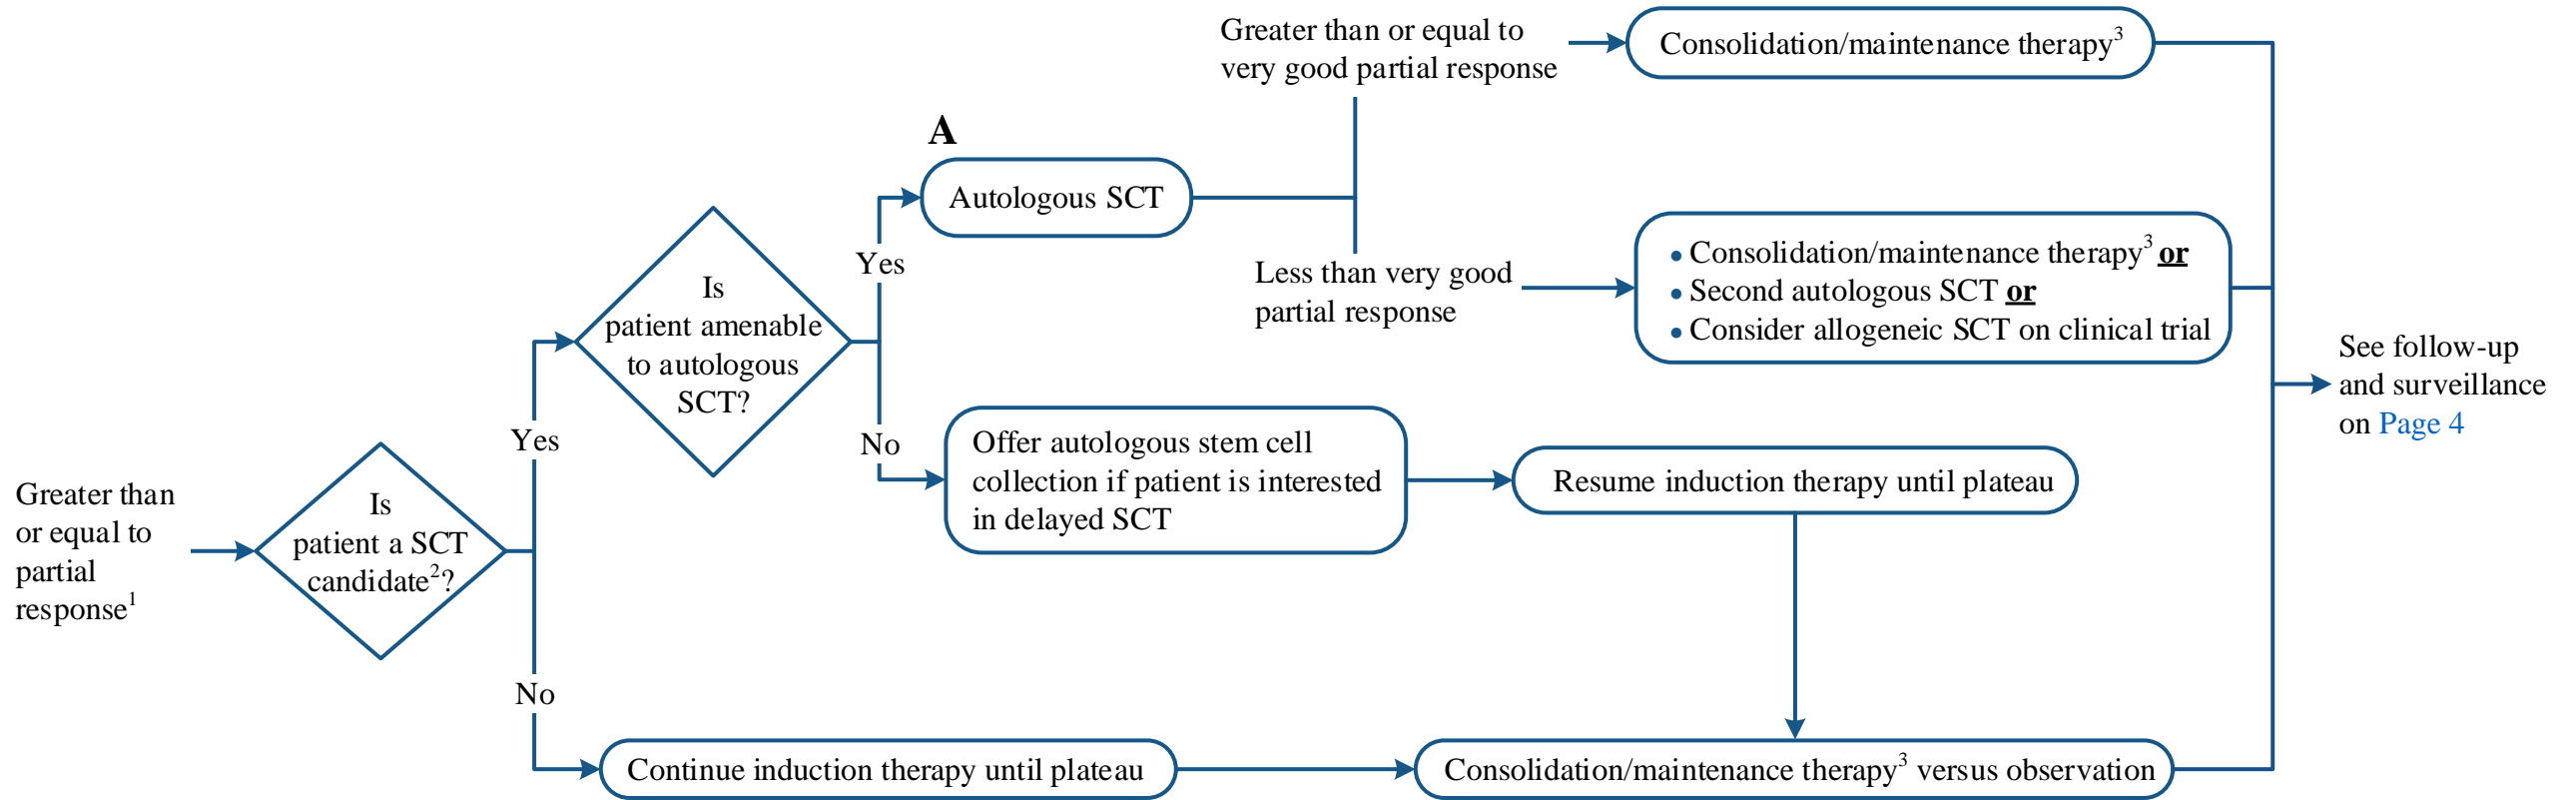 Greater than
or equal to
partial
response¹
Is
patient a SCT
candidate²?
Yes
No
Is
patient amenable
to autologous
SCT?
Yes
No
A
Autologous SCT
Greater than or equal to
very good partial response
Consolidation/maintenance therapy³
Less than very good
partial response
• Consolidation/maintenance therapy³ or
• Second autologous SCT or
• Consider allogeneic SCT on clinical trial
Offer autologous stem cell
collection if patient is interested
in delayed SCT
Resume induction therapy until plateau
Continue induction therapy until plateau
Consolidation/maintenance therapy³ versus observation
See follow-up
and surveillance
on Page 4